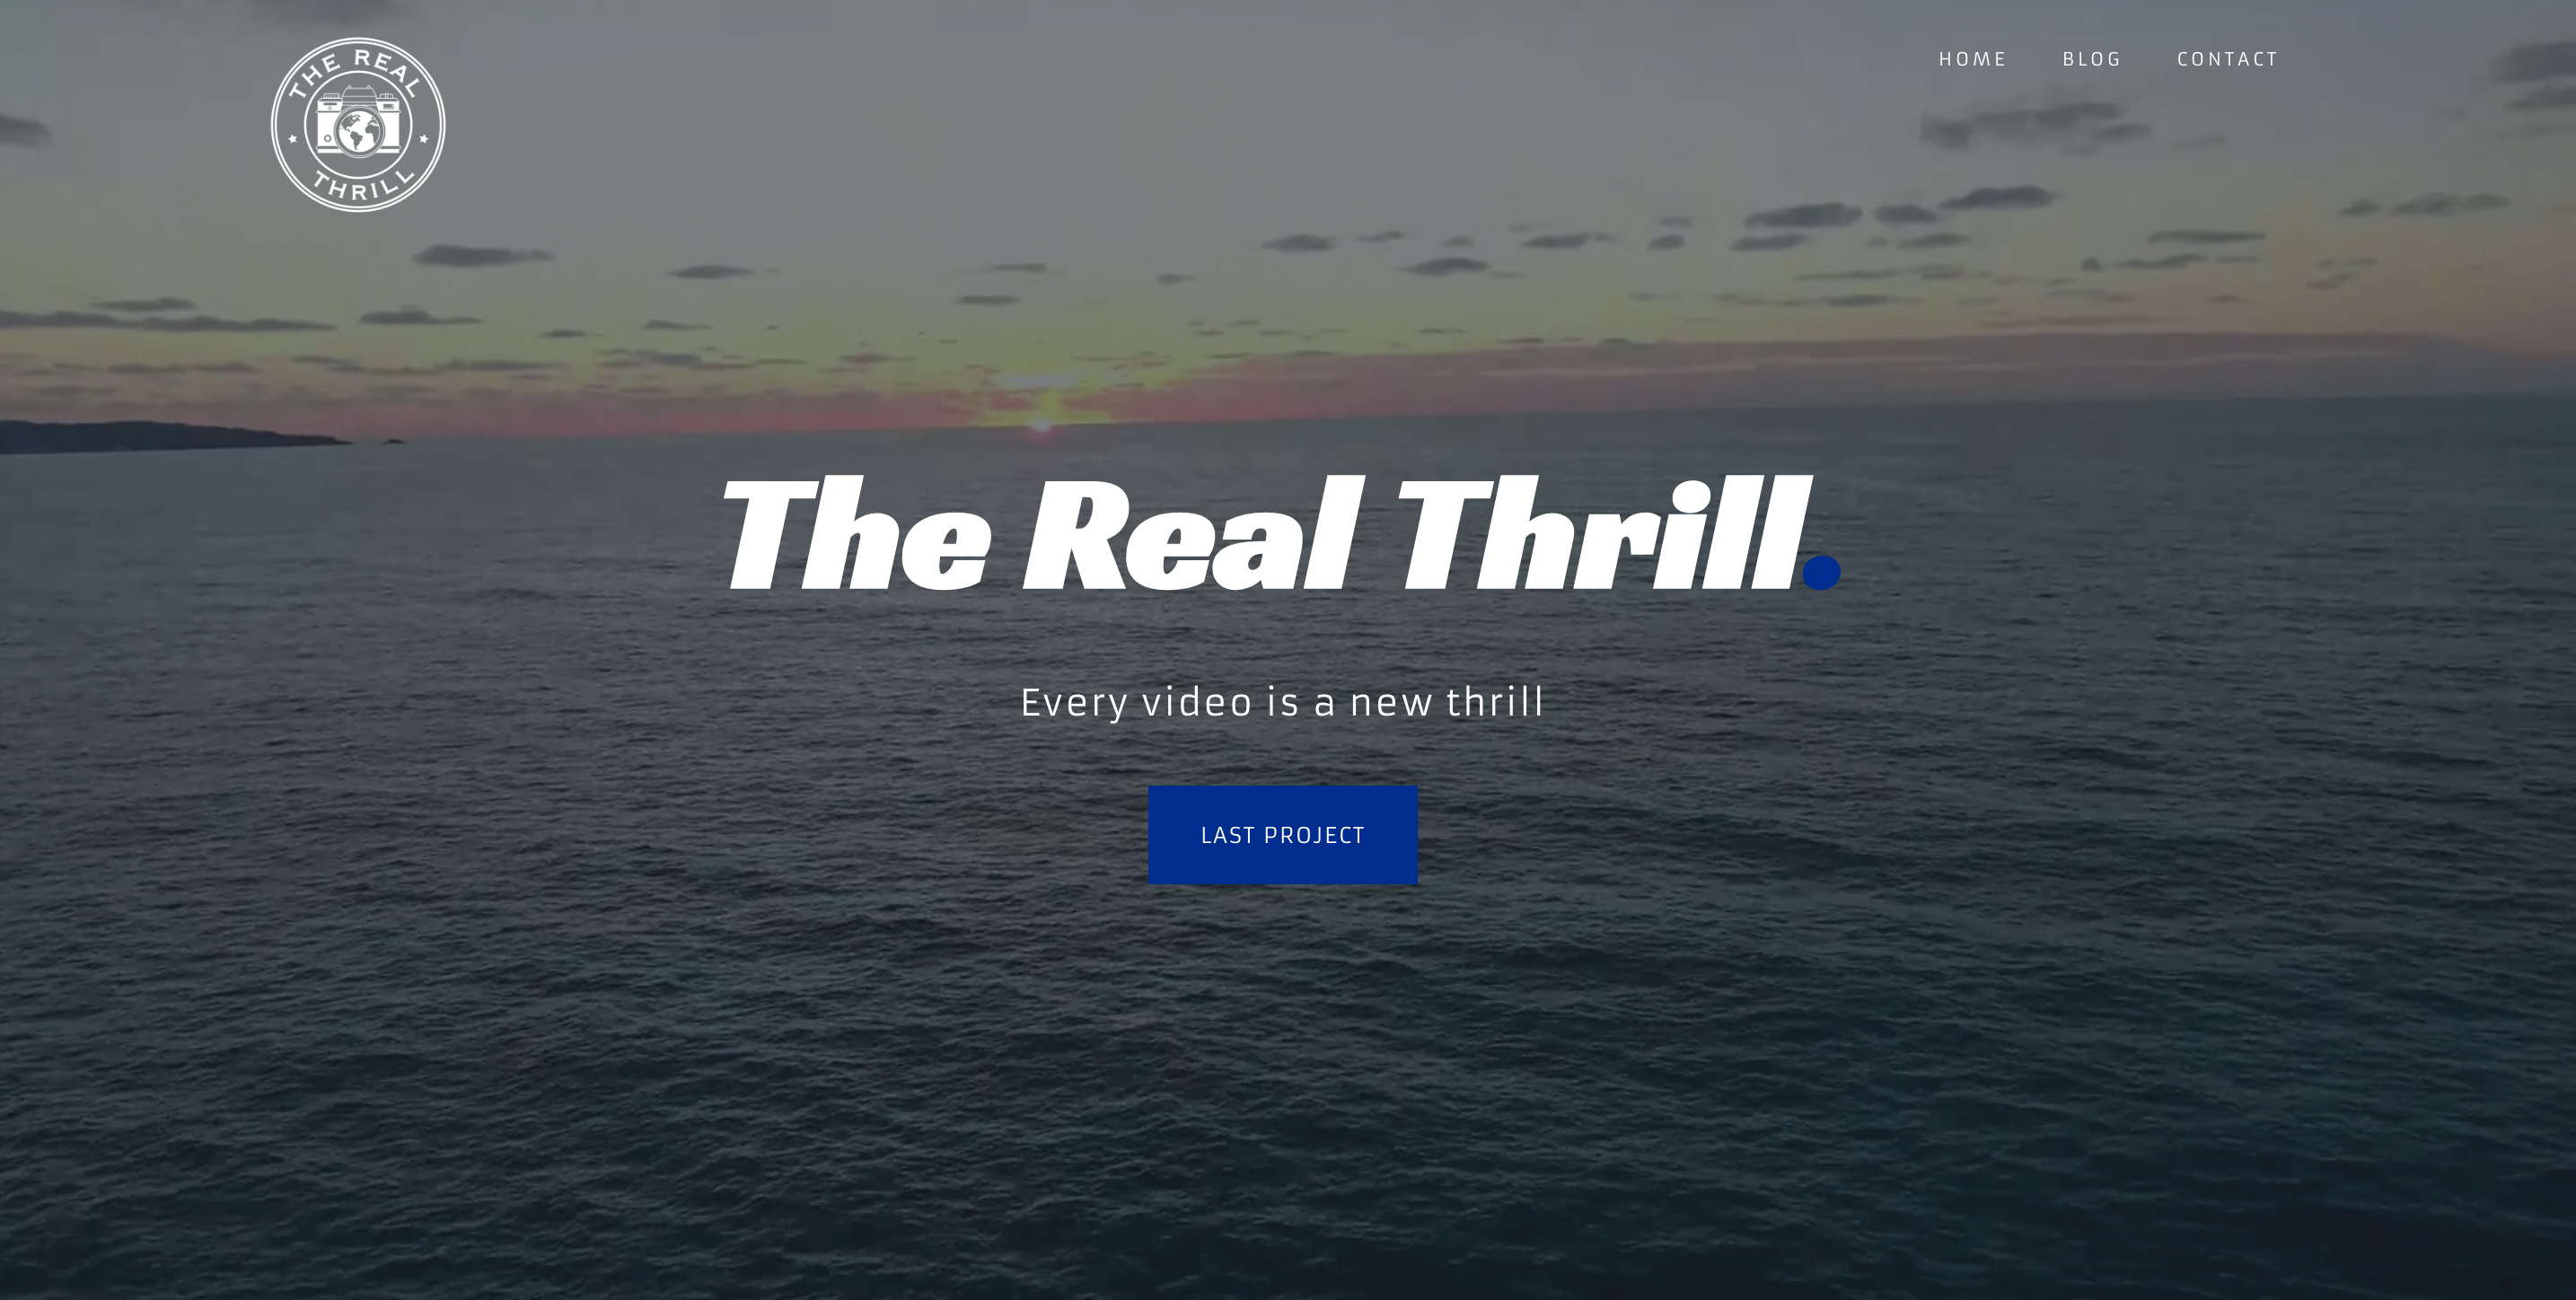 THE REAL
THRILL
HOME BLOG CONTACT
The Real Thrill.
Every video is a new thrill
LAST PROJECT